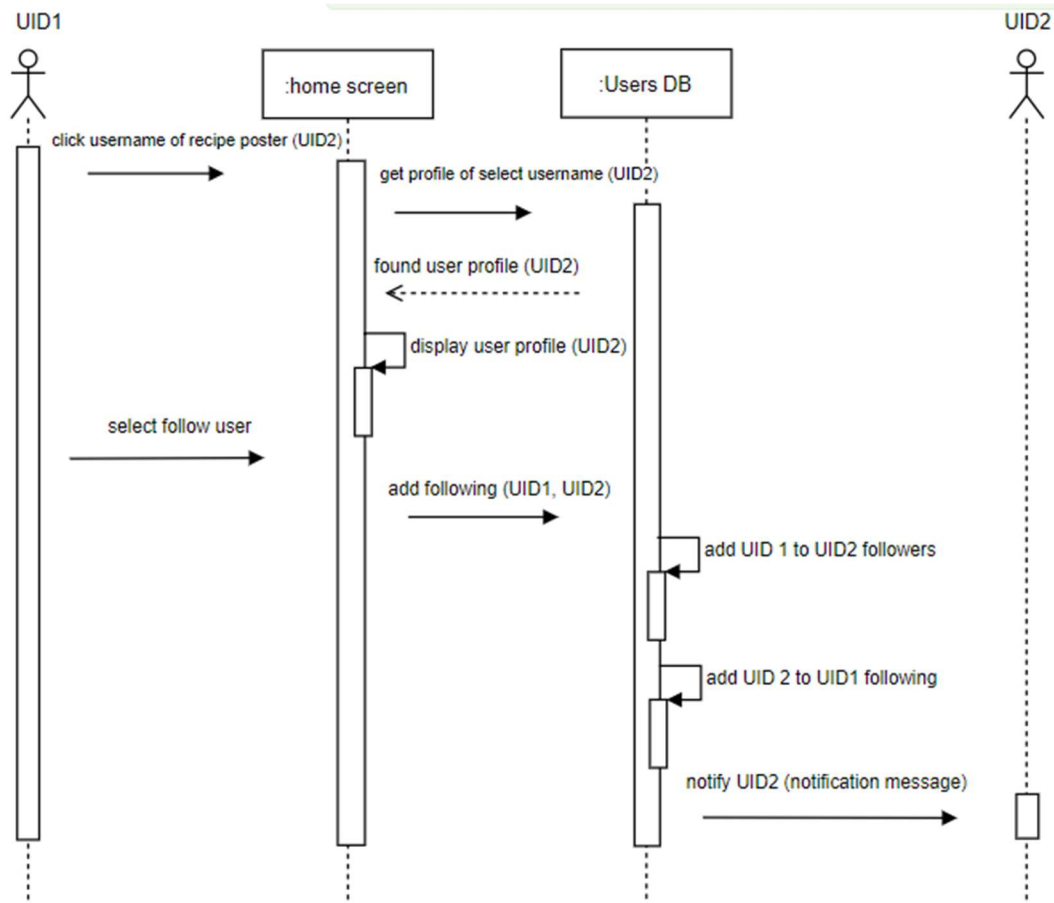 UID1
UID2
:home screen
:Users DB
click username of recipe poster (UID2)
get profile of select username (UID2)
found user profile (UID2)
display user profile (UID2)
select follow user
add following (UID1, UID2)
add UID 1 to UID2 followers
add UID 2 to UID1 following
notify UID2 (notification message)